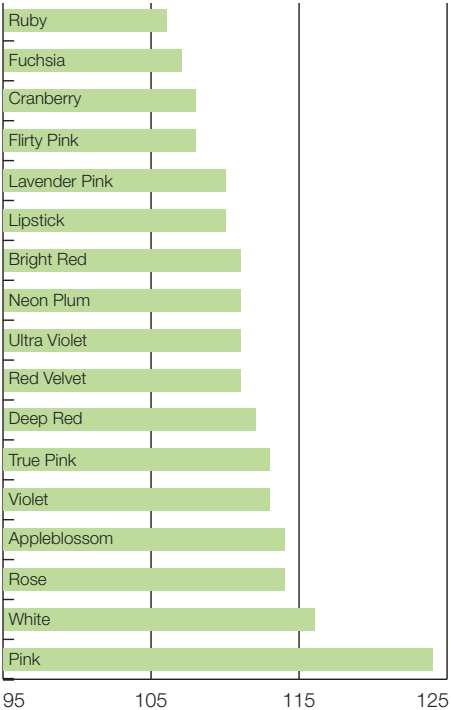 Ruby
Fuchsia
Cranberry
Flirty Pink
Lavender Pink
Lipstick
Bright Red
Neon Plum
Ultra Violet
Red Velvet
Deep Red
True Pink
Violet
Appleblossom
Rose
White
Pink
95 105 115 125